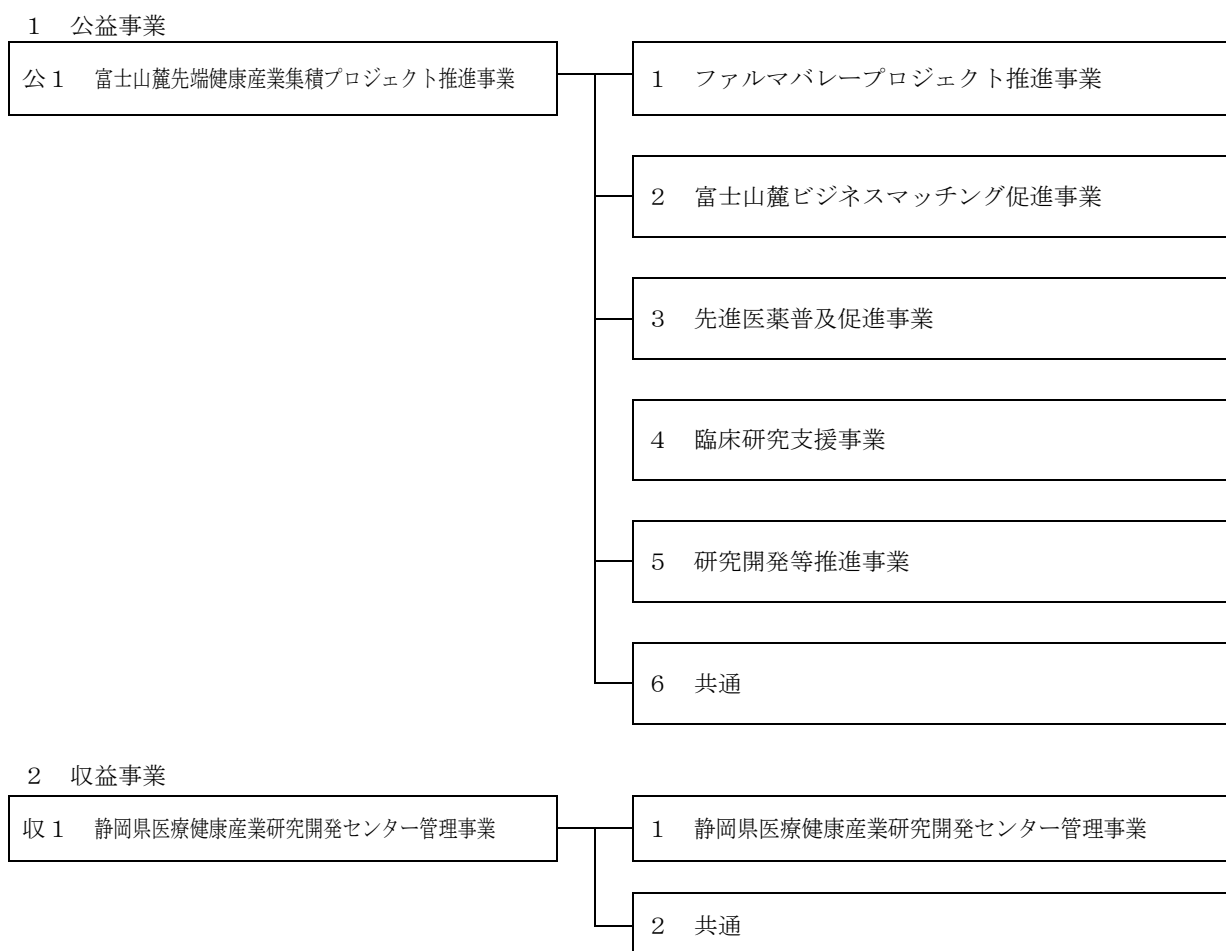 １　公益事業
公１　富士山麓先端健康産業集積プロジェクト推進事業
１　ファルマバレープロジェクト推進事業
２　富士山麓ビジネスマッチング促進事業
３　先進医薬普及促進事業
４　臨床研究支援事業
５　研究開発等推進事業
６　共通
２　収益事業
収１　静岡県医療健康産業研究開発センター管理事業
１　静岡県医療健康産業研究開発センター管理事業
２　共通